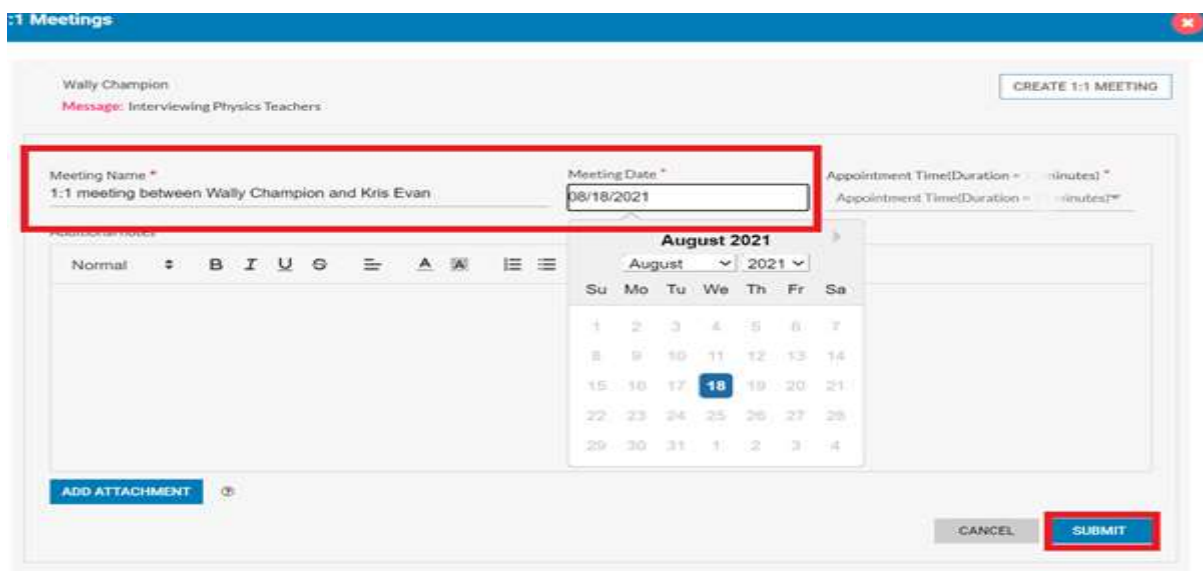 :1 Meetings
Wally Champion
CREATE 1:1 MEETING
Message: Interviewing Physics Teachers
Meeting Name *
Meeting Date *
Appointment Time(Duration = inutes) *
1:1 meeting between Wally Champion and Kris Evan
08/18/2021
Appointment Time(Duration = inutes)*
Additional notes
August 2021
Normal B I U S A A
August 2021
Su Mo Tu We Th Fr Sa
1 2 3 4 5 6 7
8 9 10 11 12 13 14
15 16 17 18 19 20 21
22 23 24 25 26 27 28
29 30 31 1 2 3 4
ADD ATTACHMENT
CANCEL
SUBMIT